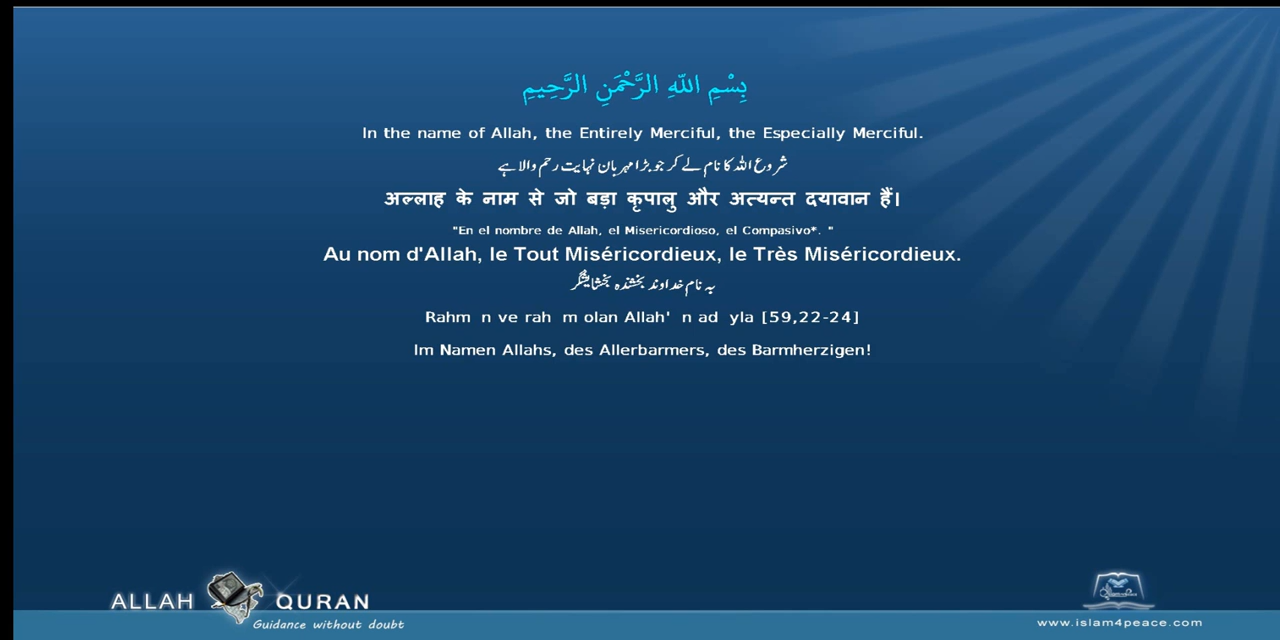 بِسْمِ اللّهِ الرَّحْمَنِ الرَّحِيمِ
In the name of Allah, the Entirely Merciful, the Especially Merciful.
شروع اللہ کا نام لے کر جو بڑا مہربان نہایت رحم والا ہے
अल्लाह के नाम से जो बड़ा कृपालु और अत्यन्त दयावान हैं।
"En el nombre de Allah, el Misericordioso, el Compasivo*. "
Au nom d'Allah, le Tout Miséricordieux, le Très Miséricordieux.
به نام خداوند بخشنده بخشایشگر
Rahm n ve rah m olan Allah' n ad yla [59,22-24]
Im Namen Allahs, des Allerbarmers, des Barmherzigen!
ALLAH QURAN
Guidance without doubt
www.islam4peace.com